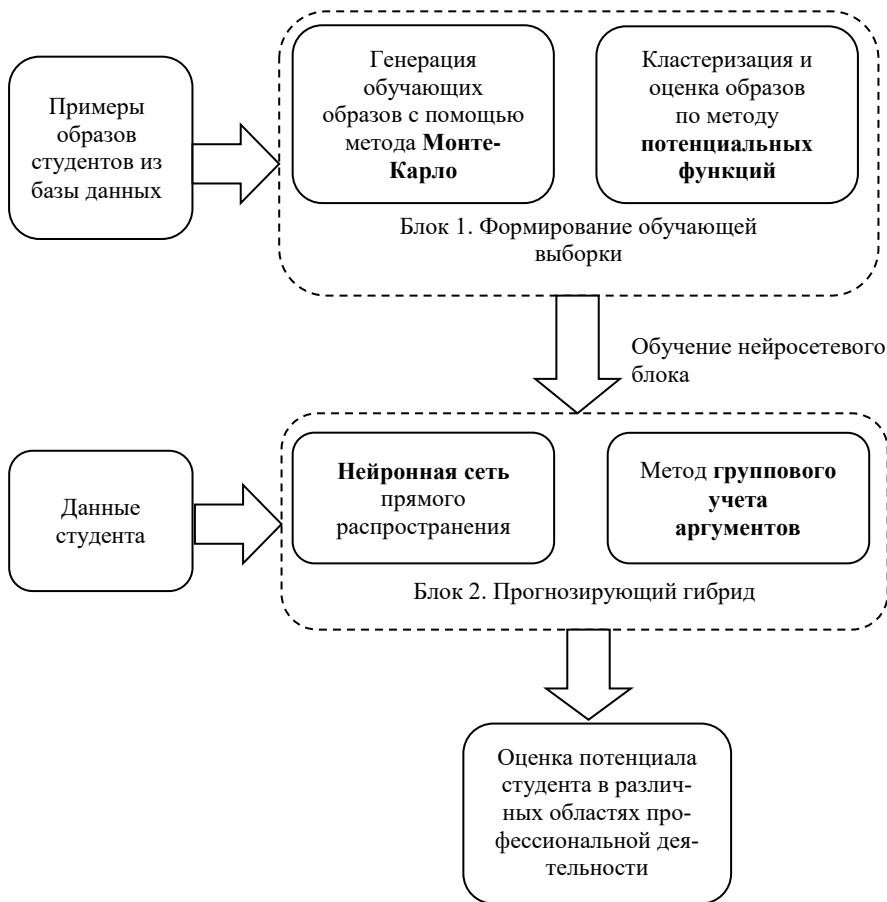 Примеры
образов
студентов из
базы данных
Генерация
обучающих
образов с помощью
метода Монте-
Карло
Кластеризация и
оценка образов
по методу
потенциальных
функций
Блок 1. Формирование обучающей
выборки
Обучение нейросетевого
блока
Данные
студента
Нейронная сеть
прямого
распространения
Метод группового
учета
аргументов
Блок 2. Прогнозирующий гибрид
Оценка потенциала
студента в различ-
ных областях про-
фессиональной дея-
тельности